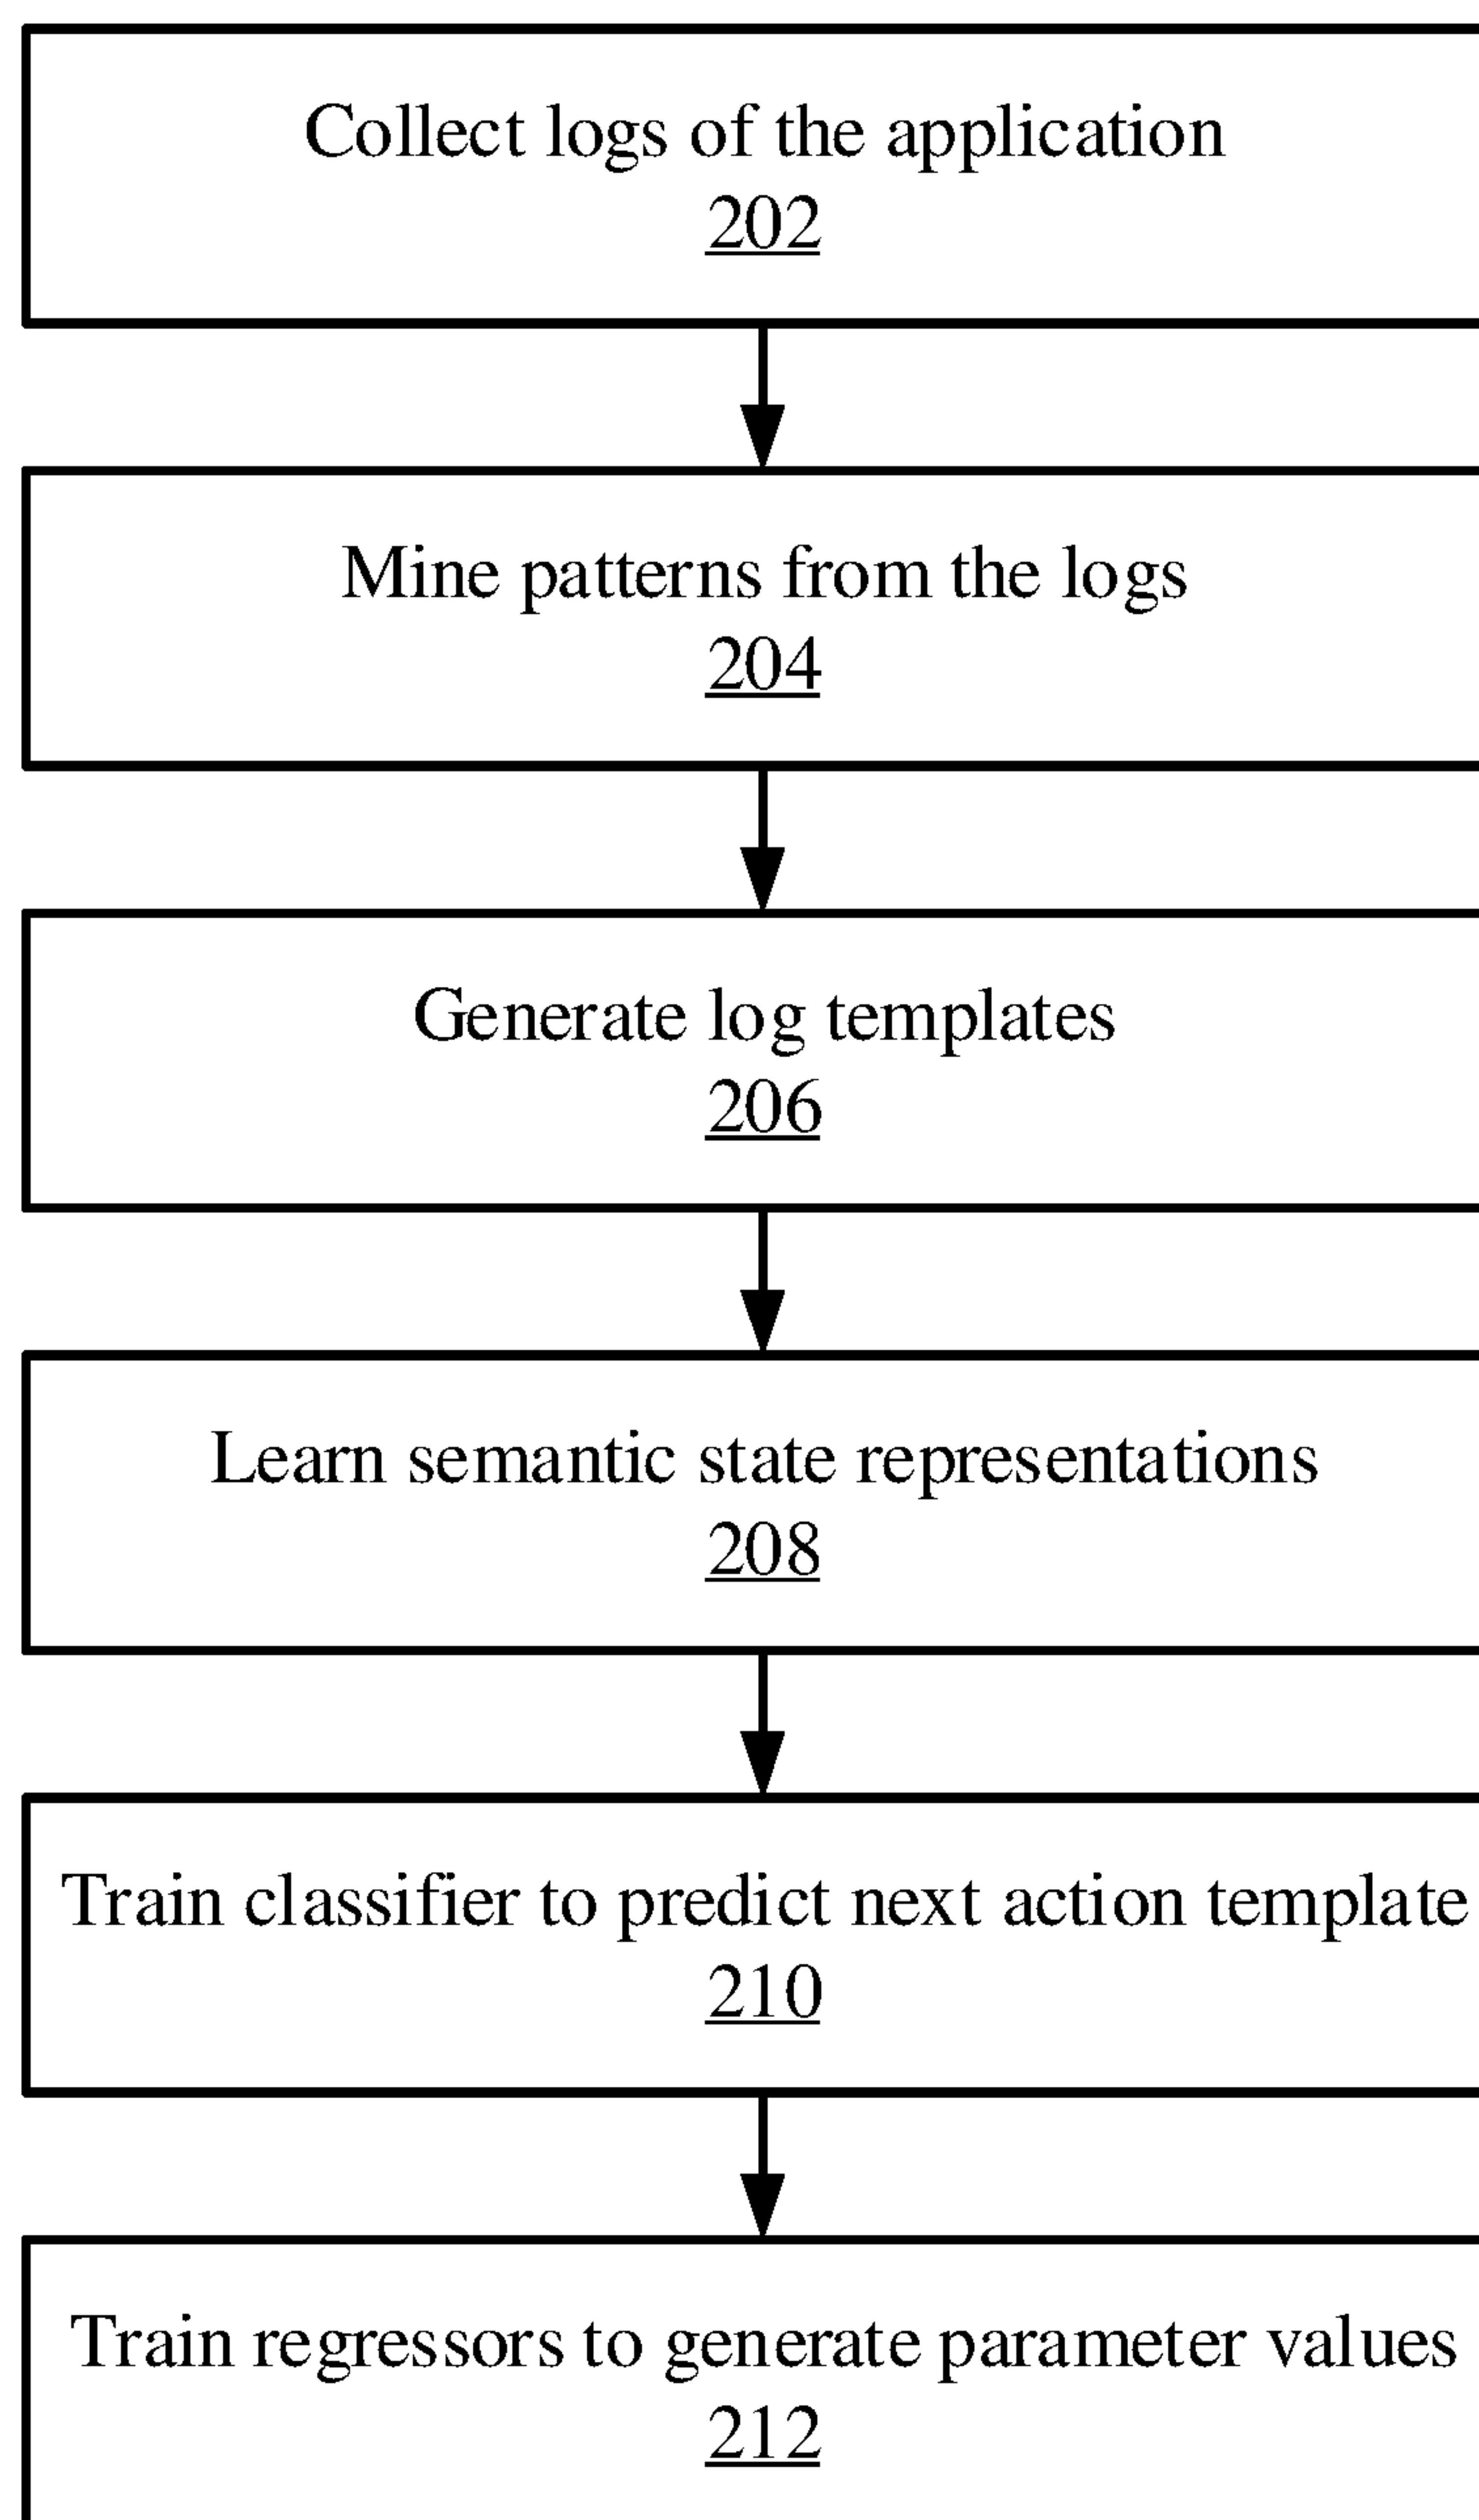 Collect logs of the application
202
Mine patterns from the logs
204
Generate log templates
206
Learn semantic state representations
208
Train classifier to predict next action template
210
Train regressors to generate parameter values
212